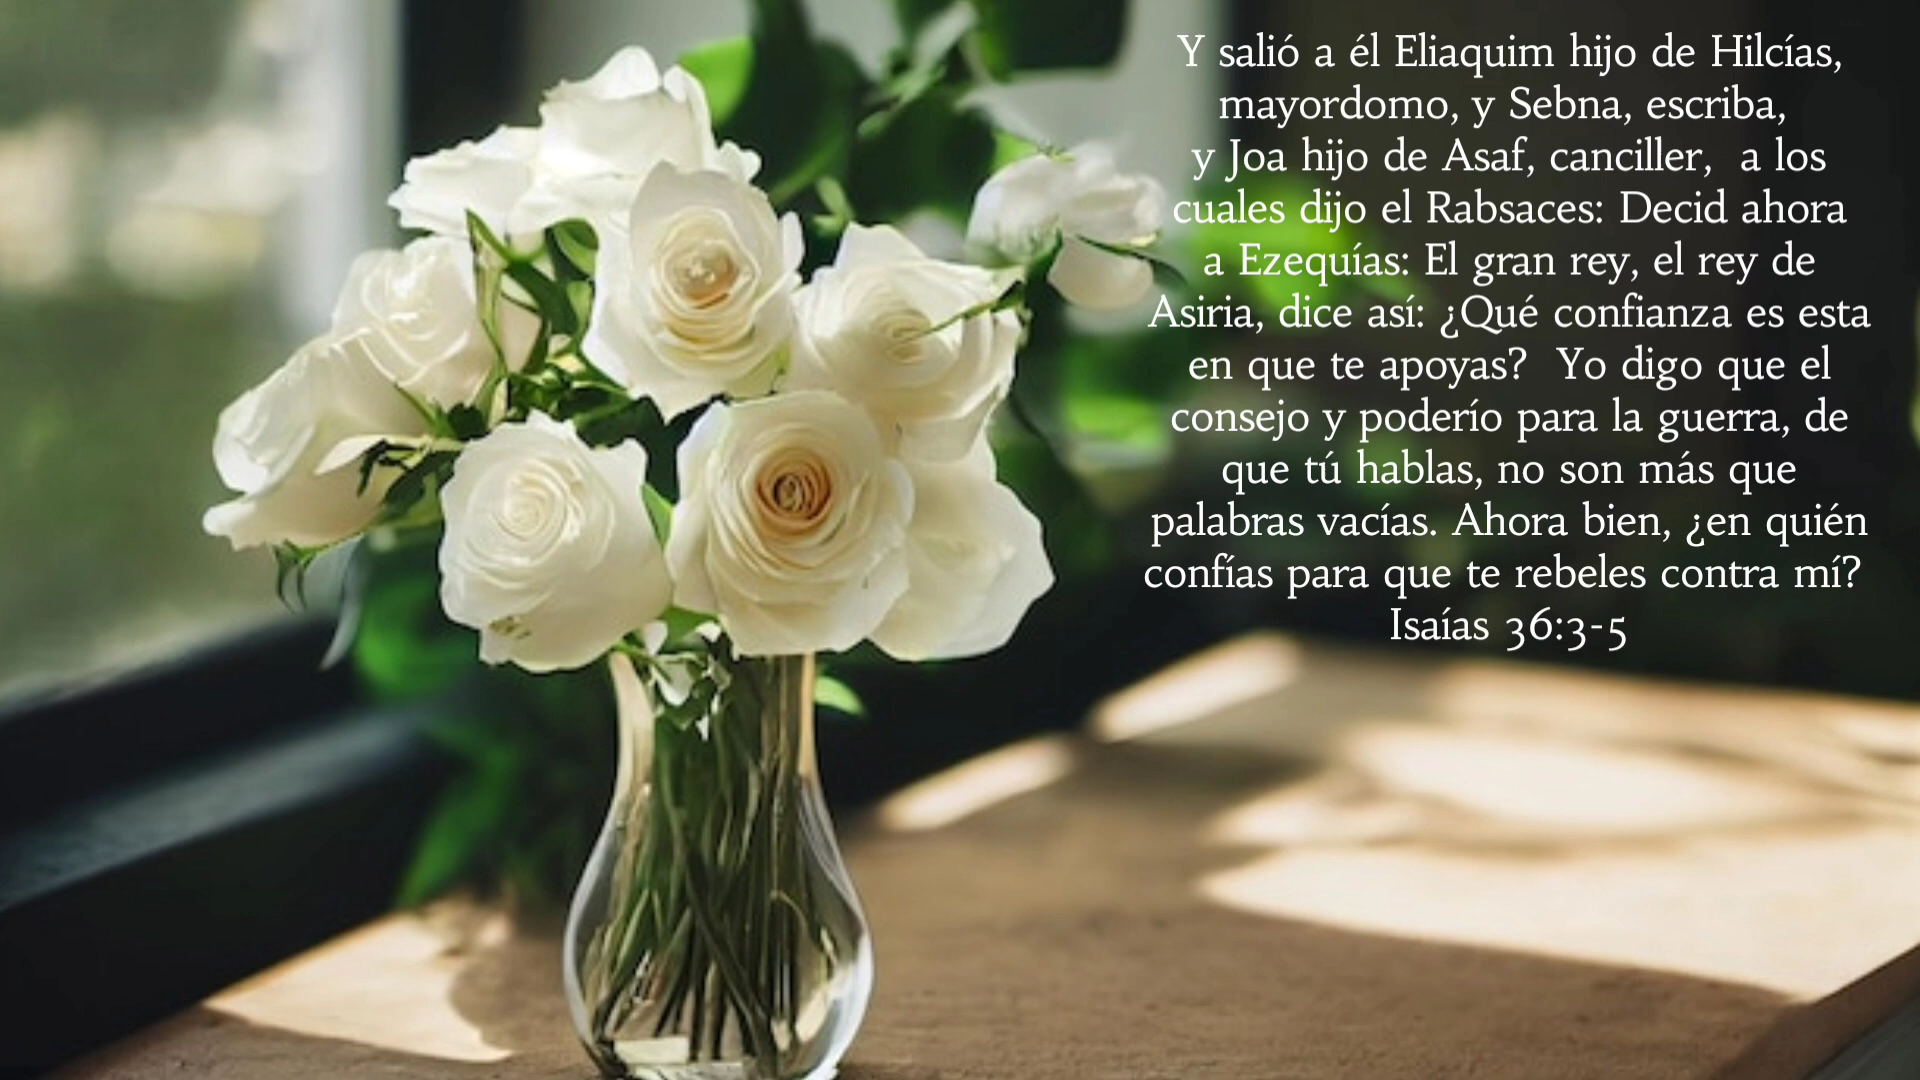 Y salió a él Eliaquim hijo de Hilcías,
mayordomo, y Sebna, escriba,
y Joa hijo de Asaf, canciller,  a los
cuales dijo el Rabsaces: Decid ahora
a Ezequías: El gran rey, el rey de
Asiria, dice así: ¿Qué confianza es esta
en que te apoyas?  Yo digo que el
consejo y poderío para la guerra, de
que tú hablas, no son más que
palabras vacías. Ahora bien, ¿en quién
confías para que te rebeles contra mí?
Isaías 36:3-5